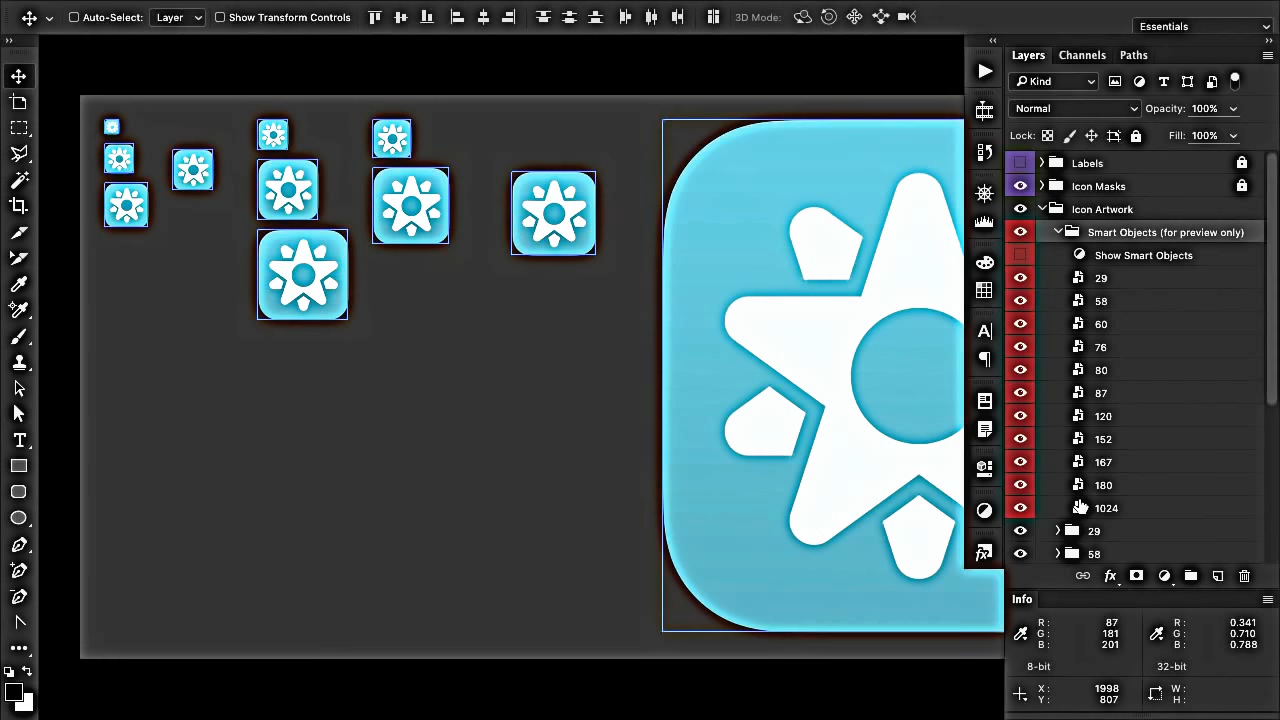 Auto-Select: Layer Show Transform Controls 3D Mode:
Essentials
Layers Channels Paths
Kind
Normal Opacity: 100%
Lock: Fill: 100%
Labels
Icon Masks
Icon Artwork
Smart Objects (for preview only)
Show Smart Objects
29
58
60
76
80
87
120
152
167
180
1024
29
58
Info
R: 87 R: 0.341
G: 181 G: 0.710
B: 201 B: 0.788
8-bit 32-bit
X: 1998 W:
Y: 807 H: